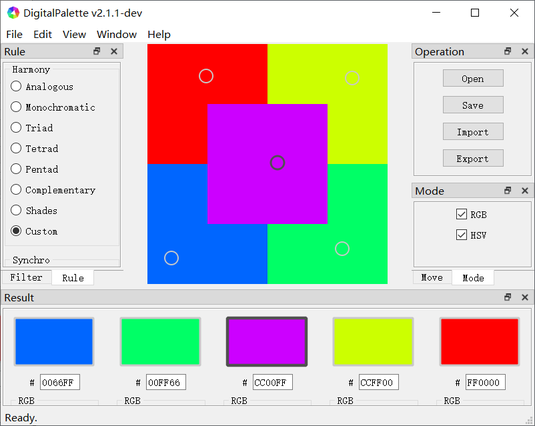 DigitalPalette v2.1.1-dev
File Edit View Window Help
Rule
Harmony
Analogous
Monochromatic
Triad
Tetrad
Pentad
Complementary
Shades
Custom
Synchro
Filter Rule
Operation
Open
Save
Import
Export
Mode
RGB
HSV
Move Mode
Result
# 0066FF # 00FF66 # CC00FF # CCFF00 # FF0000
RGB RGB RGB RGB RGB
Ready.